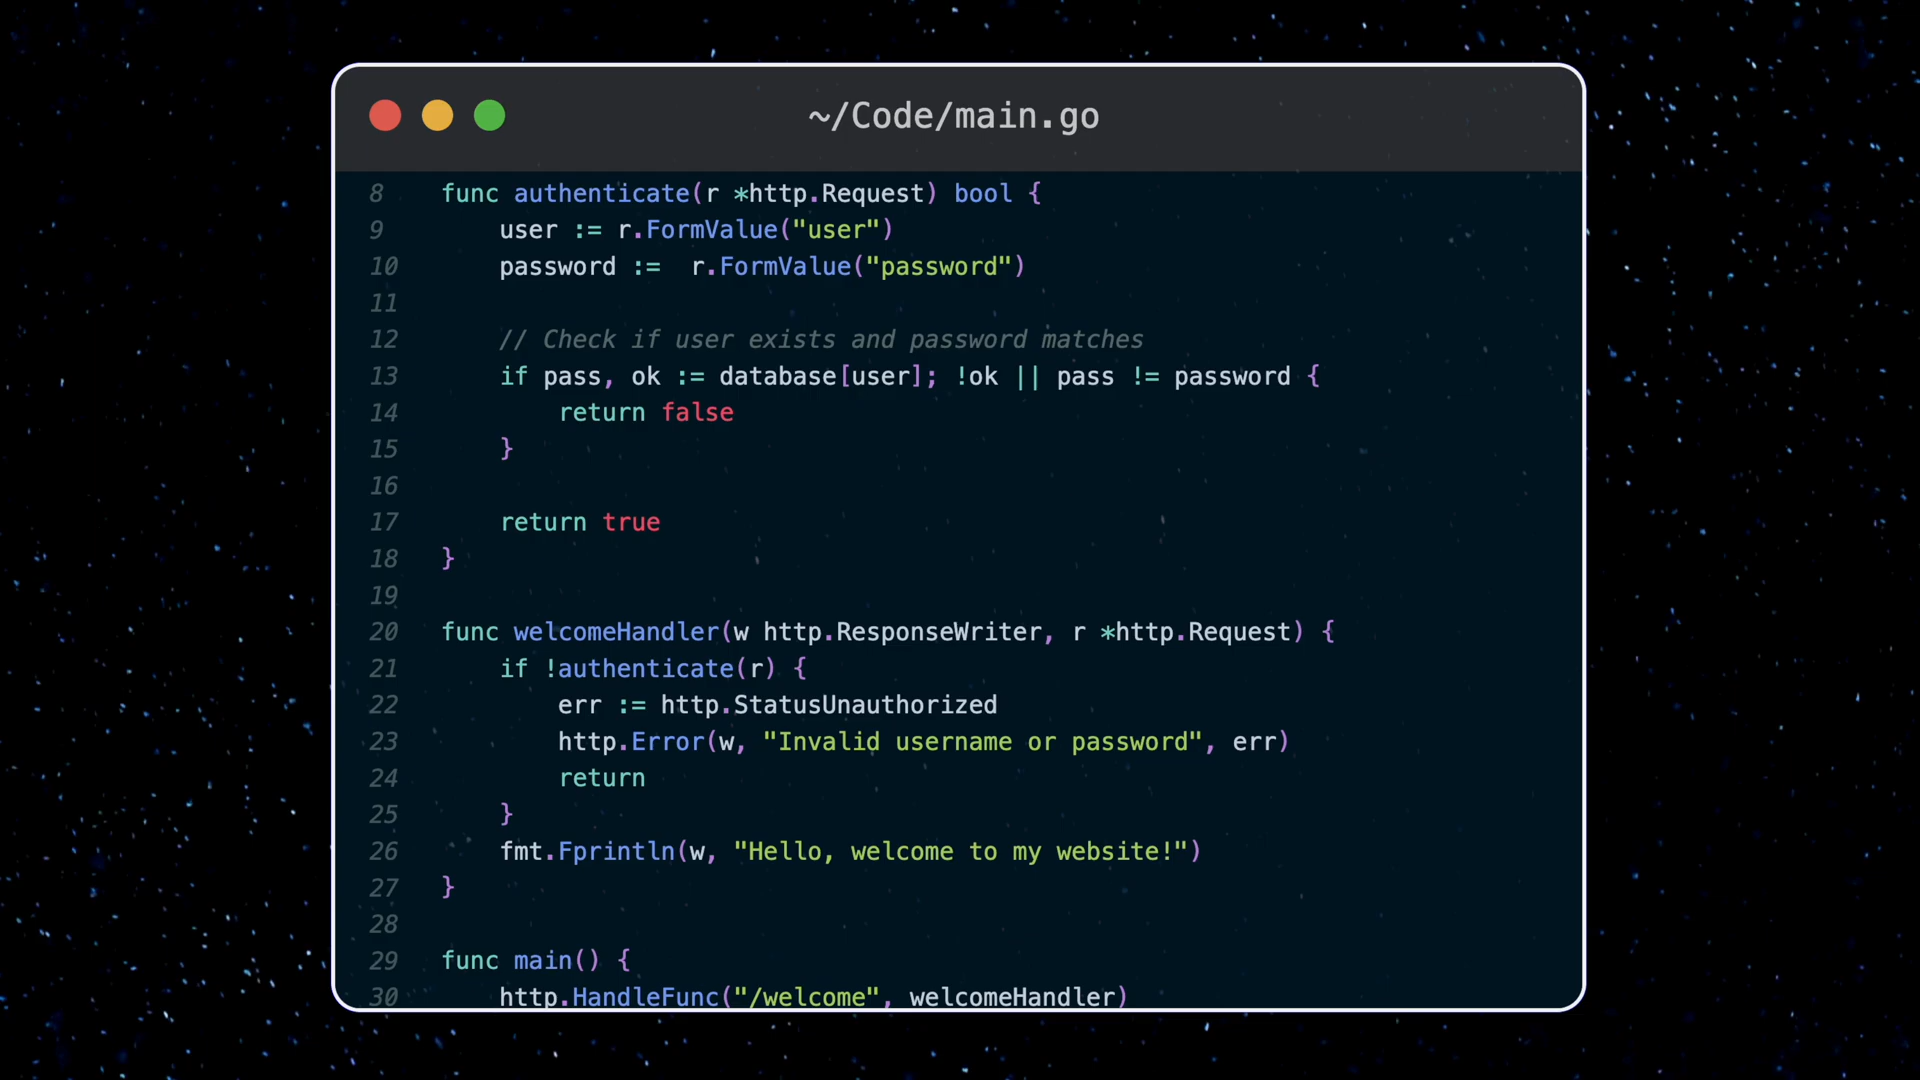 ~/Code/main.go
8 func authenticate(r *http.Request) bool {
9 user := r.FormValue("user")
10 password :=  r.FormValue("password")
11
12 // Check if user exists and password matches
13 if pass, ok := database[user]; !ok || pass != password {
14 return false
15 }
16
17 return true
18 }
19
20 func welcomeHandler(w http.ResponseWriter, r *http.Request) {
21 if !authenticate(r) {
22 err := http.StatusUnauthorized
23 http.Error(w, "Invalid username or password", err)
24 return
25 }
26 fmt.Fprintln(w, "Hello, welcome to my website!")
27 }
28
29 func main() {
30 http.HandleFunc("/welcome", welcomeHandler)